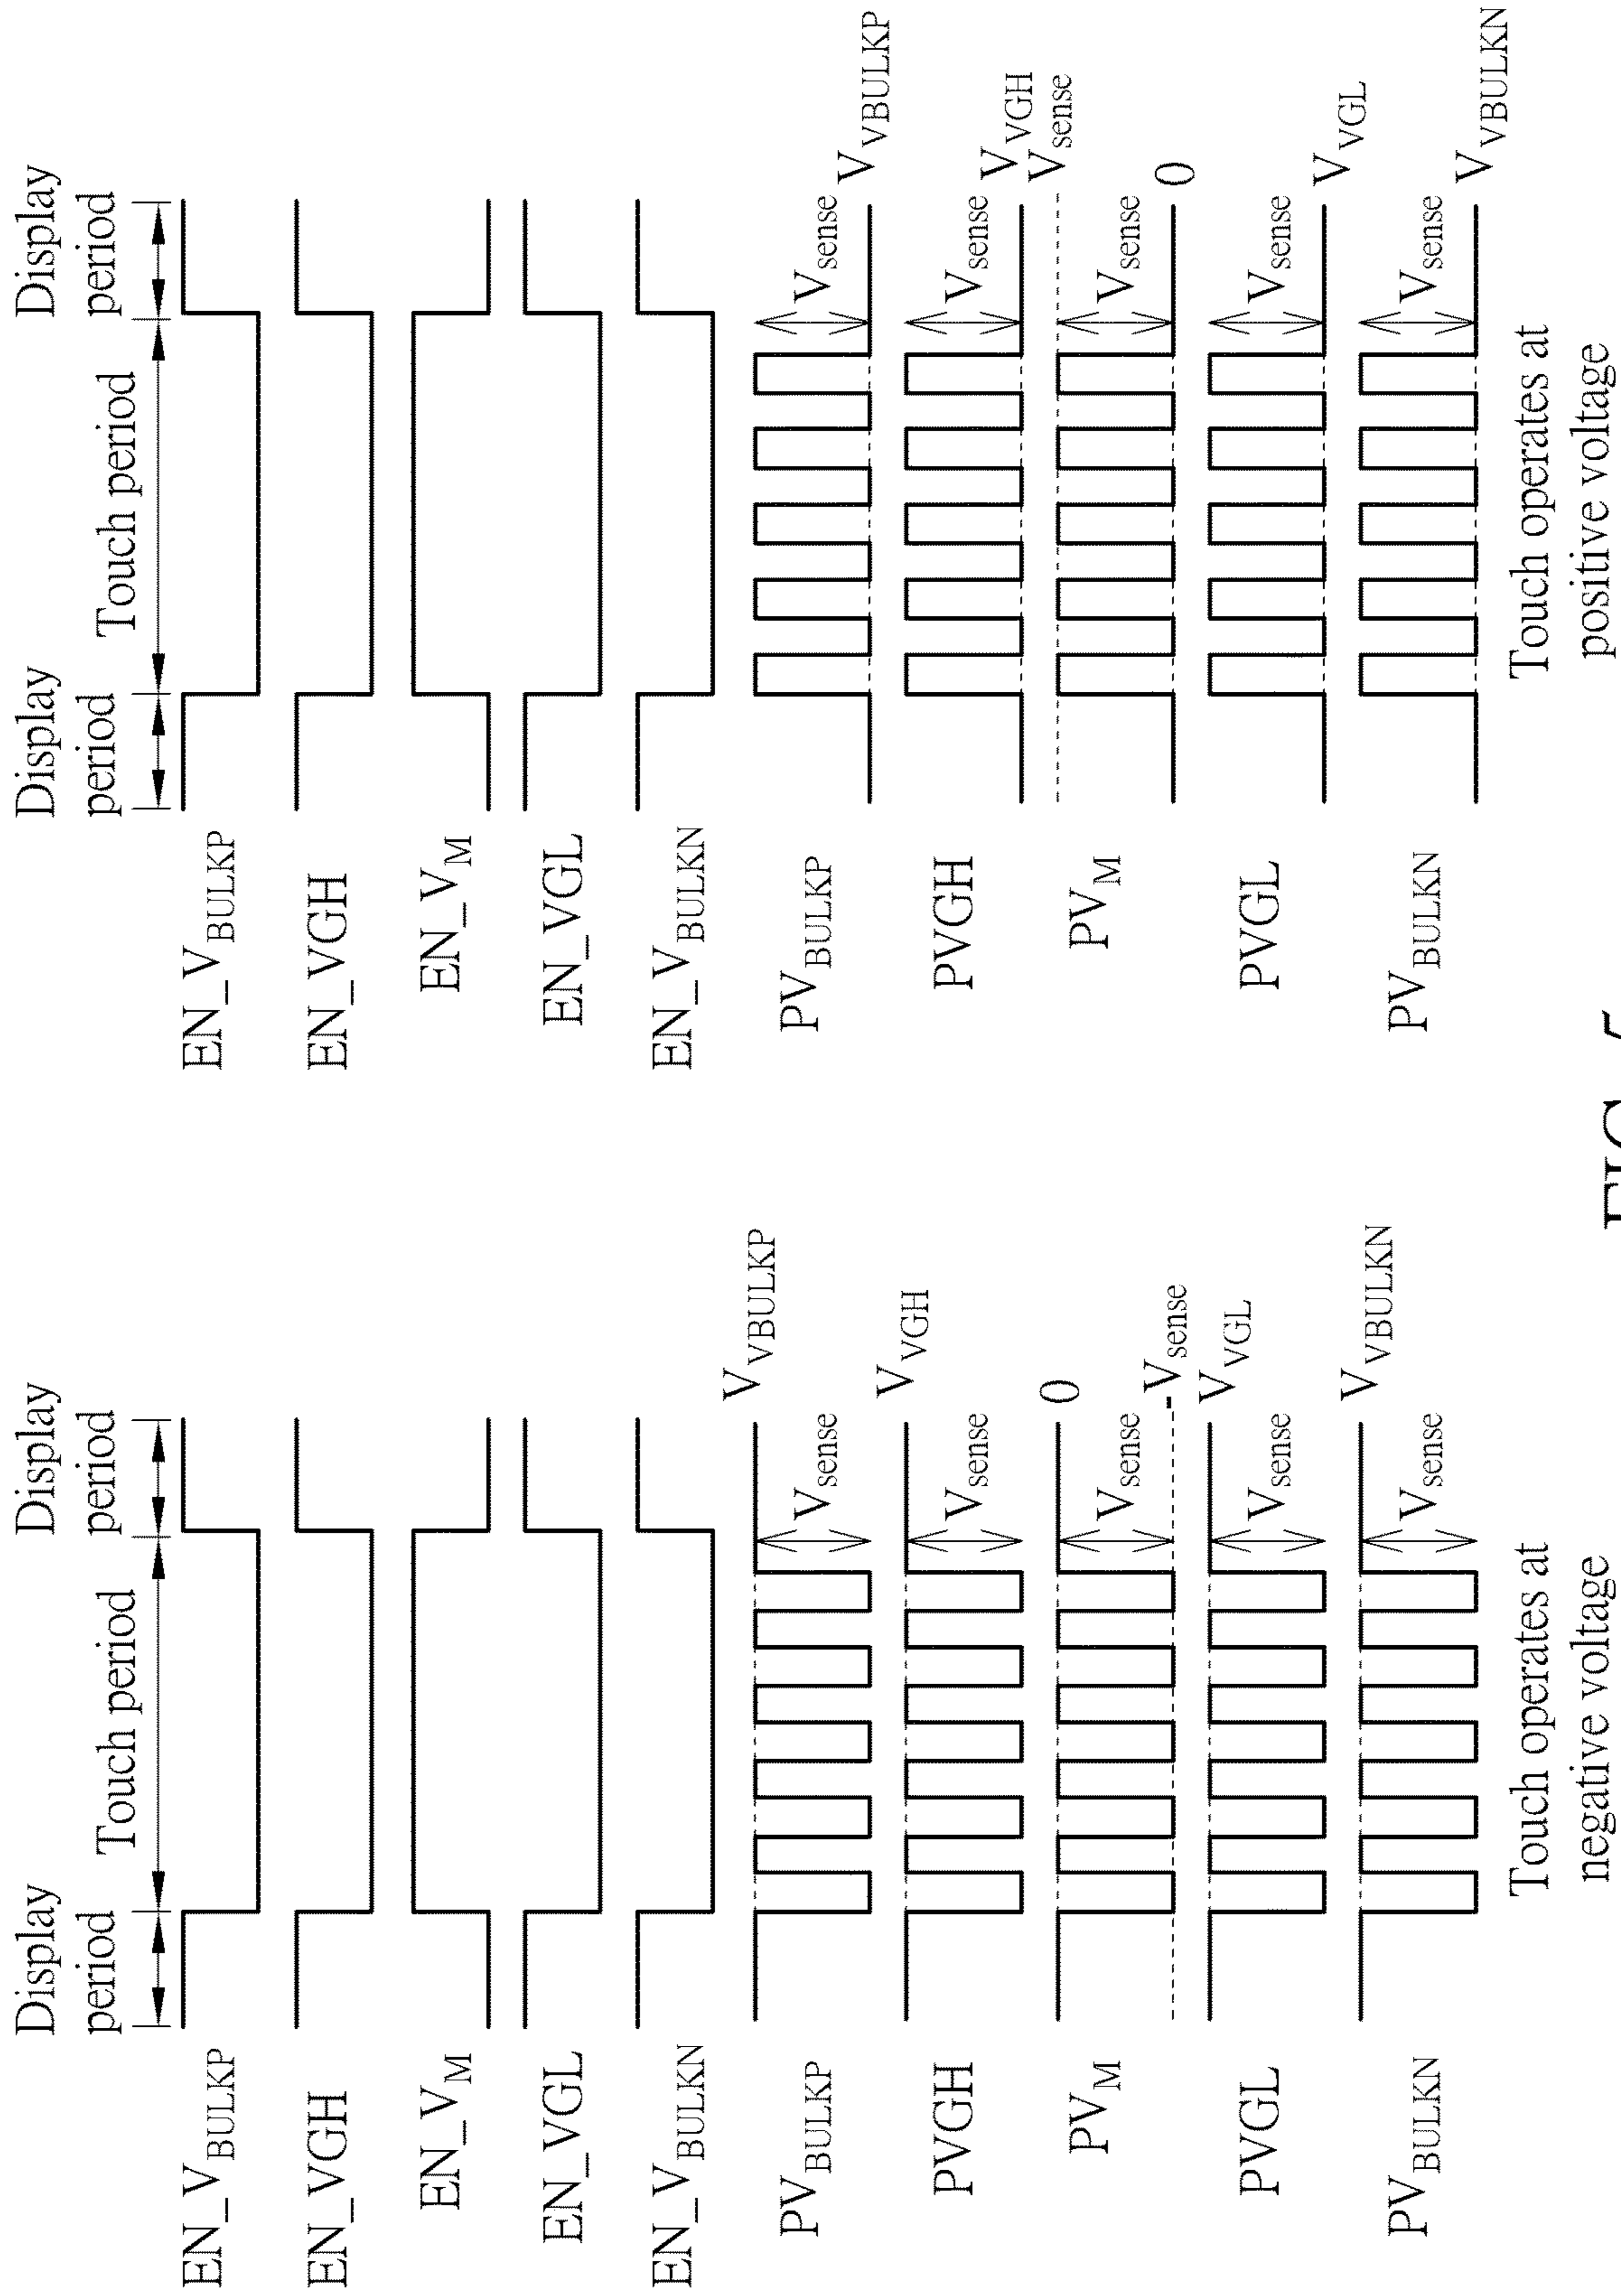 Display
period
Touch period
Display
period
EN_VBULKP
EN_VGH
EN_VM
EN_VGL
EN_VBULKN
PVBULKP
Vsense
VVBULKP
PVGH
Vsense
VVGH
PVM
Vsense
0
-Vsense
PVGL
Vsense
VVGL
PVBULKN
Vsense
VVBULKN
Touch operates at
negative voltage
Display
period
Touch period
Display
period
EN_VBULKP
EN_VGH
EN_VM
EN_VGL
EN_VBULKN
PVBULKP
Vsense
VVBULKP
PVGH
Vsense
VVGH
Vsense
PVM
Vsense
0
PVGL
Vsense
VVGL
PVBULKN
Vsense
VVBULKN
Touch operates at
positive voltage